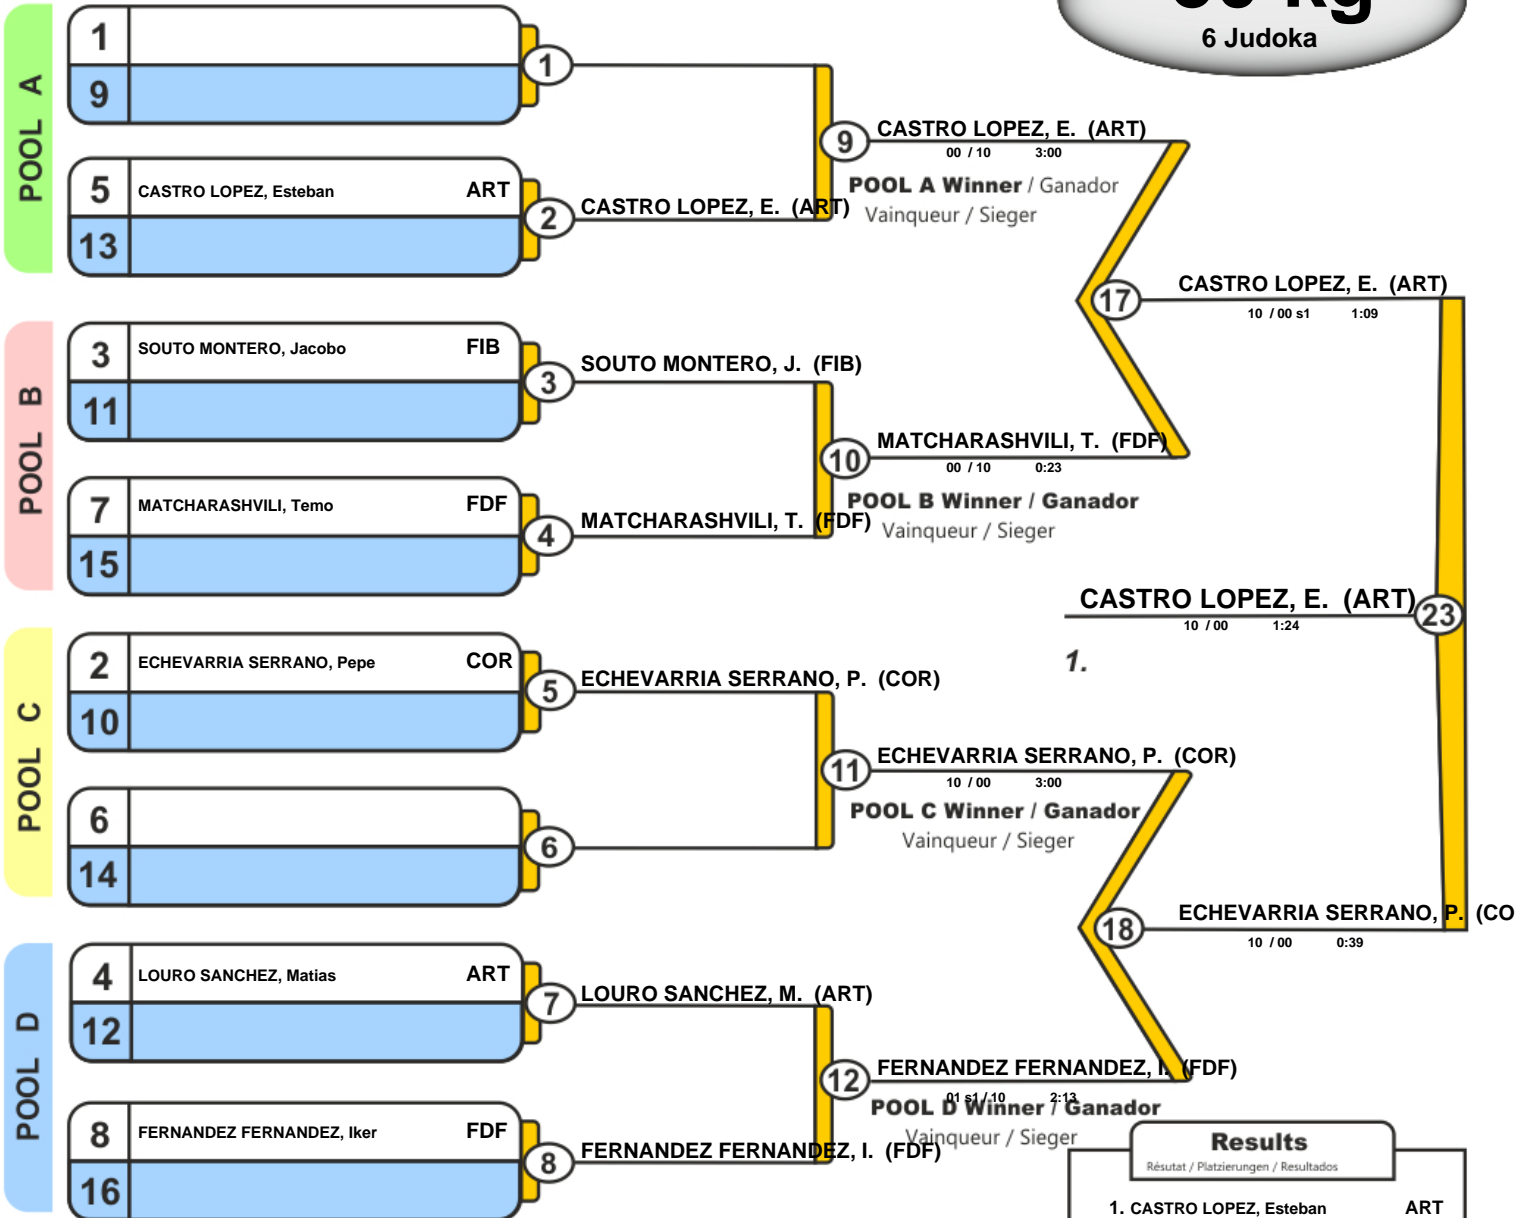 6 Judoka
POOL A
1
9
1
5 CASTRO LOPEZ, Esteban ART
13
2
CASTRO LOPEZ, E. (ART)
9
CASTRO LOPEZ, E. (ART)
00 / 10 3:00
POOL A Winner / Ganador
Vainqueur / Sieger
POOL B
3 SOUTO MONTERO, Jacobo FIB
11
3
SOUTO MONTERO, J. (FIB)
7 MATCHARASHVILI, Temo FDF
15
4
MATCHARASHVILI, T. (FDF)
10
MATCHARASHVILI, T. (FDF)
00 / 10 0:23
POOL B Winner / Ganador
Vainqueur / Sieger
17
CASTRO LOPEZ, E. (ART)
10 / 00 s1 1:09
CASTRO LOPEZ, E. (ART)
23
10 / 00 1:24
1.
POOL C
2 ECHEVARRIA SERRANO, Pepe COR
10
5
ECHEVARRIA SERRANO, P. (COR)
6
14
6
11
ECHEVARRIA SERRANO, P. (COR)
10 / 00 3:00
POOL C Winner / Ganador
Vainqueur / Sieger
18
ECHEVARRIA SERRANO, P. (CO
10 / 00 0:39
POOL D
4 LOURO SANCHEZ, Matias ART
12
7
LOURO SANCHEZ, M. (ART)
8 FERNANDEZ FERNANDEZ, Iker FDF
16
8
FERNANDEZ FERNANDEZ, I. (FDF)
12
FERNANDEZ FERNANDEZ, I. (FDF)
01 s1 / 10 2:13
POOL D Winner / Ganador
Vainqueur / Sieger
Results
Résutat / Platzierungen / Resultados
1. CASTRO LOPEZ, Esteban ART